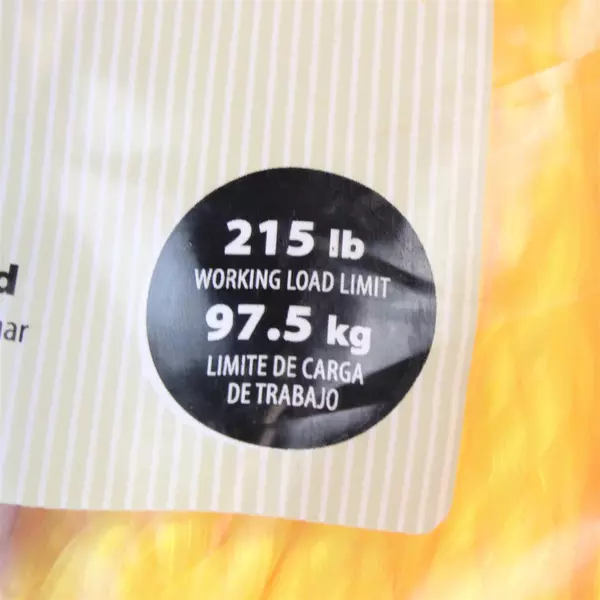 215 lb
WORKING LOAD LIMIT
97.5 kg
LIMITE DE CARGA
DE TRABAJO